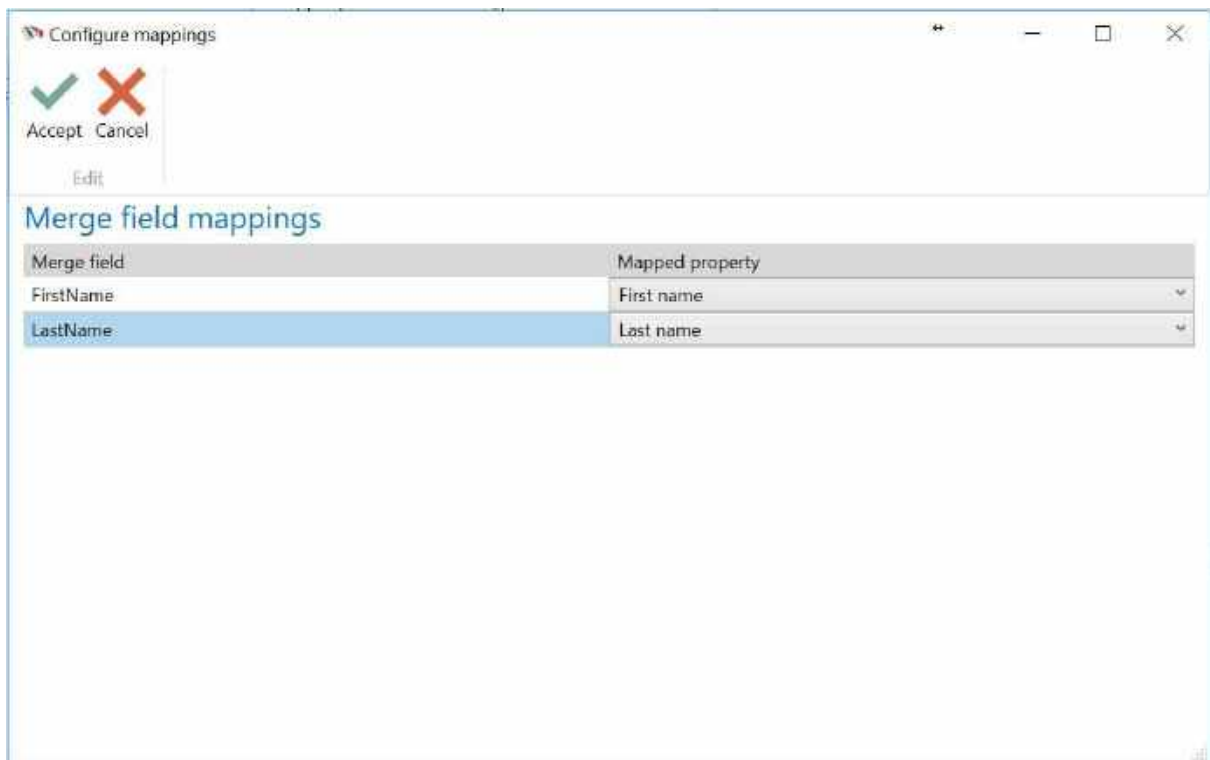 Configure mappings
Accept Cancel
Edit
Merge field mappings
Merge field Mapped property
FirstName First name
LastName Last name